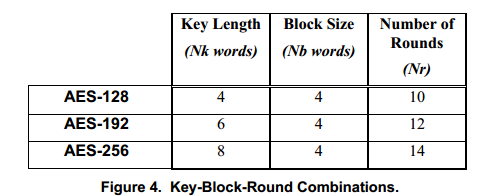 Key Length Block Size Number of
Rounds
(Nk words) (Nb words)
(Nr)
AES-128 4 4 10
AES-192 6 4 12
AES-256 8 4 14
Figure 4. Key-Block-Round Combinations.